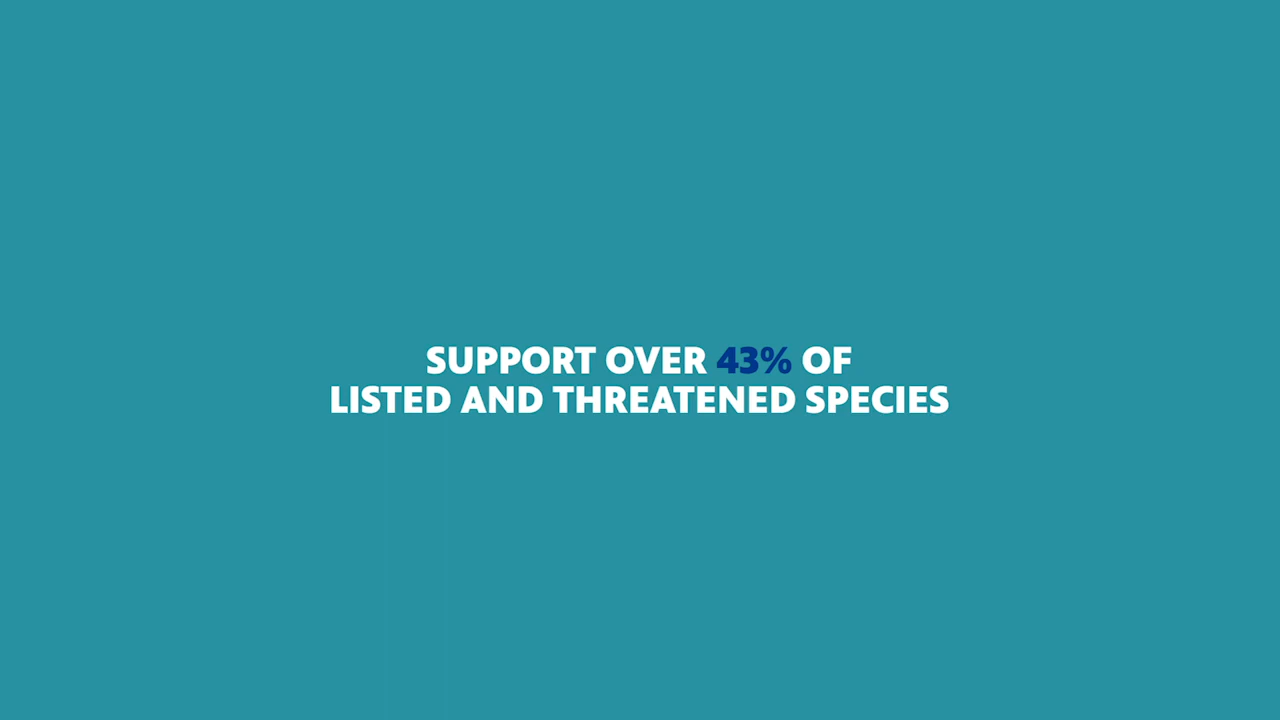 SUPPORT OVER 43% OF
LISTED AND THREATENED SPECIES